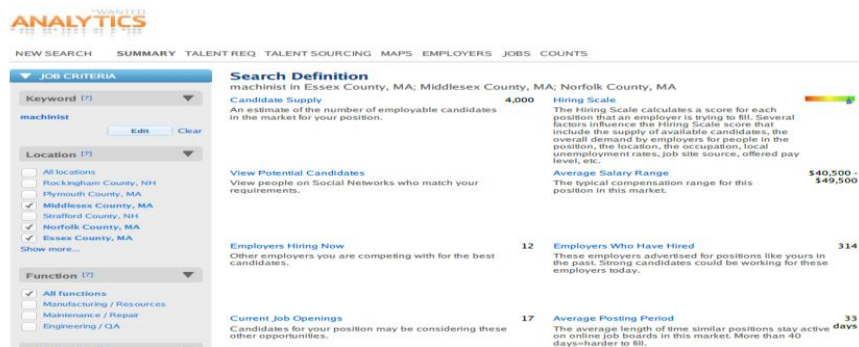 WANTED
ANALYTICS
NEW SEARCH SUMMARY TALENT REQ TALENT SOURCING MAPS EMPLOYERS JOBS COUNTS
JOB CRITERIA
Keyword [?]
machinist
Edit Clear
Location [?]
All locations
Rockingham County, NH
Plymouth County, MA
Middlesex County, MA
Strafford County, NH
Norfolk County, MA
Essex County, MA
Show more...
Function [?]
All functions
Manufacturing / Resources
Maintenance / Repair
Engineering / QA
Search Definition
machinist in Essex County, MA; Middlesex County, MA; Norfolk County, MA
Candidate Supply 4,000
An estimate of the number of employable candidates
in the market for your position.
Hiring Scale
The Hiring Scale calculates a score for each
position that an employer is trying to fill. Several
factors influence the Hiring Scale score that
include the supply of available candidates, the
overall demand by employers for people in the
position, the location, the occupation, local
unemployment rates, job site source, offered pay
level, etc.
View Potential Candidates
View people on Social Networks who match your
requirements.
Average Salary Range $40,500 -
$49,500
The typical compensation range for this
position in this market.
Employers Hiring Now 12
Other employers you are competing with for the best
candidates.
Employers Who Have Hired 314
These employers advertised for positions like yours in
the past. Strong candidates could be working for these
employers today.
Current Job Openings 17
Candidates for your position may be considering these
other opportunities.
Average Posting Period 33
days
The average length of time similar positions stay active
on online job boards in this market. More than 40
days=harder to fill.